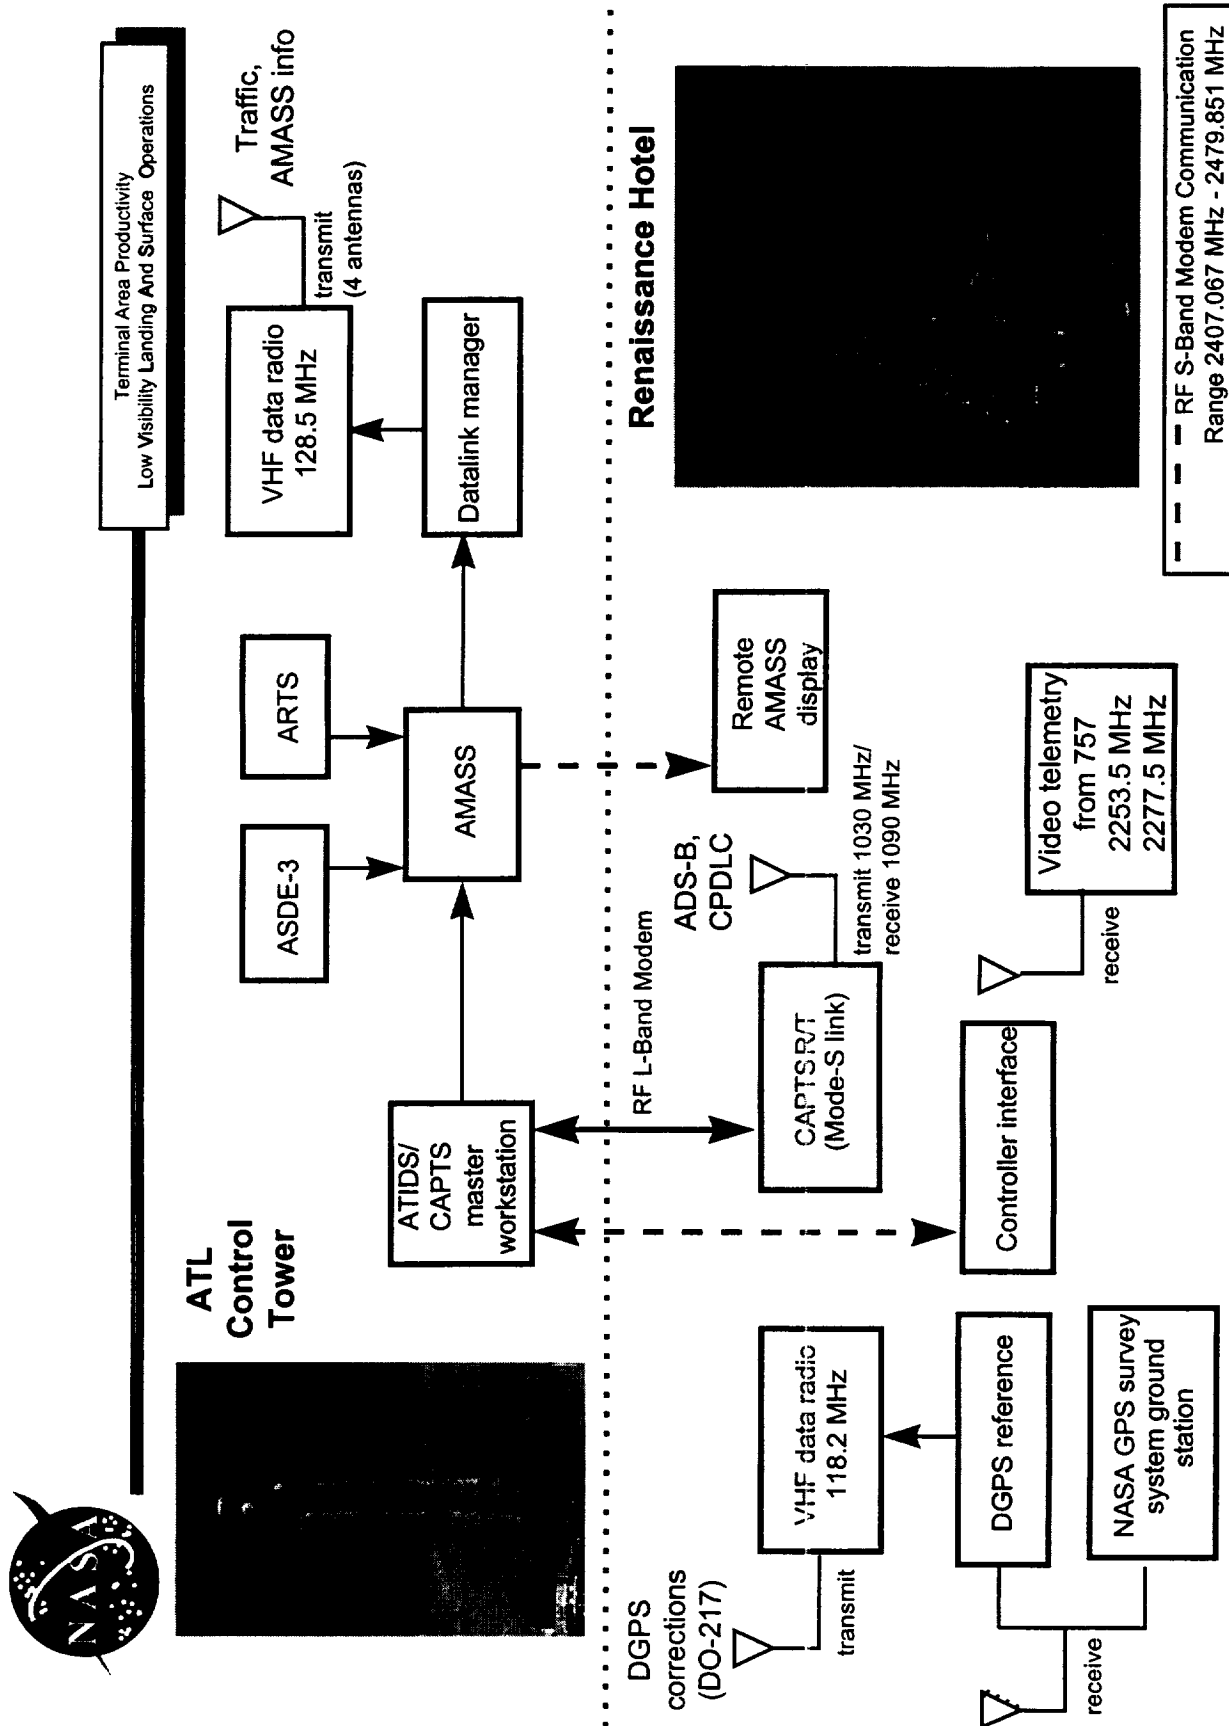 NASA
Terminal Area Productivity
Low Visibility Landing And Surface Operations
ATL
Control
Tower
ASDE-3
ARTS
VHF data radio
128.5 MHz
transmit
(4 antennas)
Traffic,
AMASS info
ATIDS/
CAPTS
master
workstation
AMASS
Datalink manager
Renaissance Hotel
RF L-Band Modem
DGPS
corrections
(DO-217)
transmit
VHF data radio
118.2 MHz
CAPTS R/T
(Mode-S link)
ADS-B,
CPDLC
transmit 1030 MHz/
receive 1090 MHz
Remote
AMASS
display
DGPS reference
Controller interface
receive
NASA GPS survey
system ground
station
receive
Video telemetry
from 757
2253.5 MHz
2277.5 MHz
RF S-Band Modem Communication
Range 2407.067 MHz - 2479.851 MHz